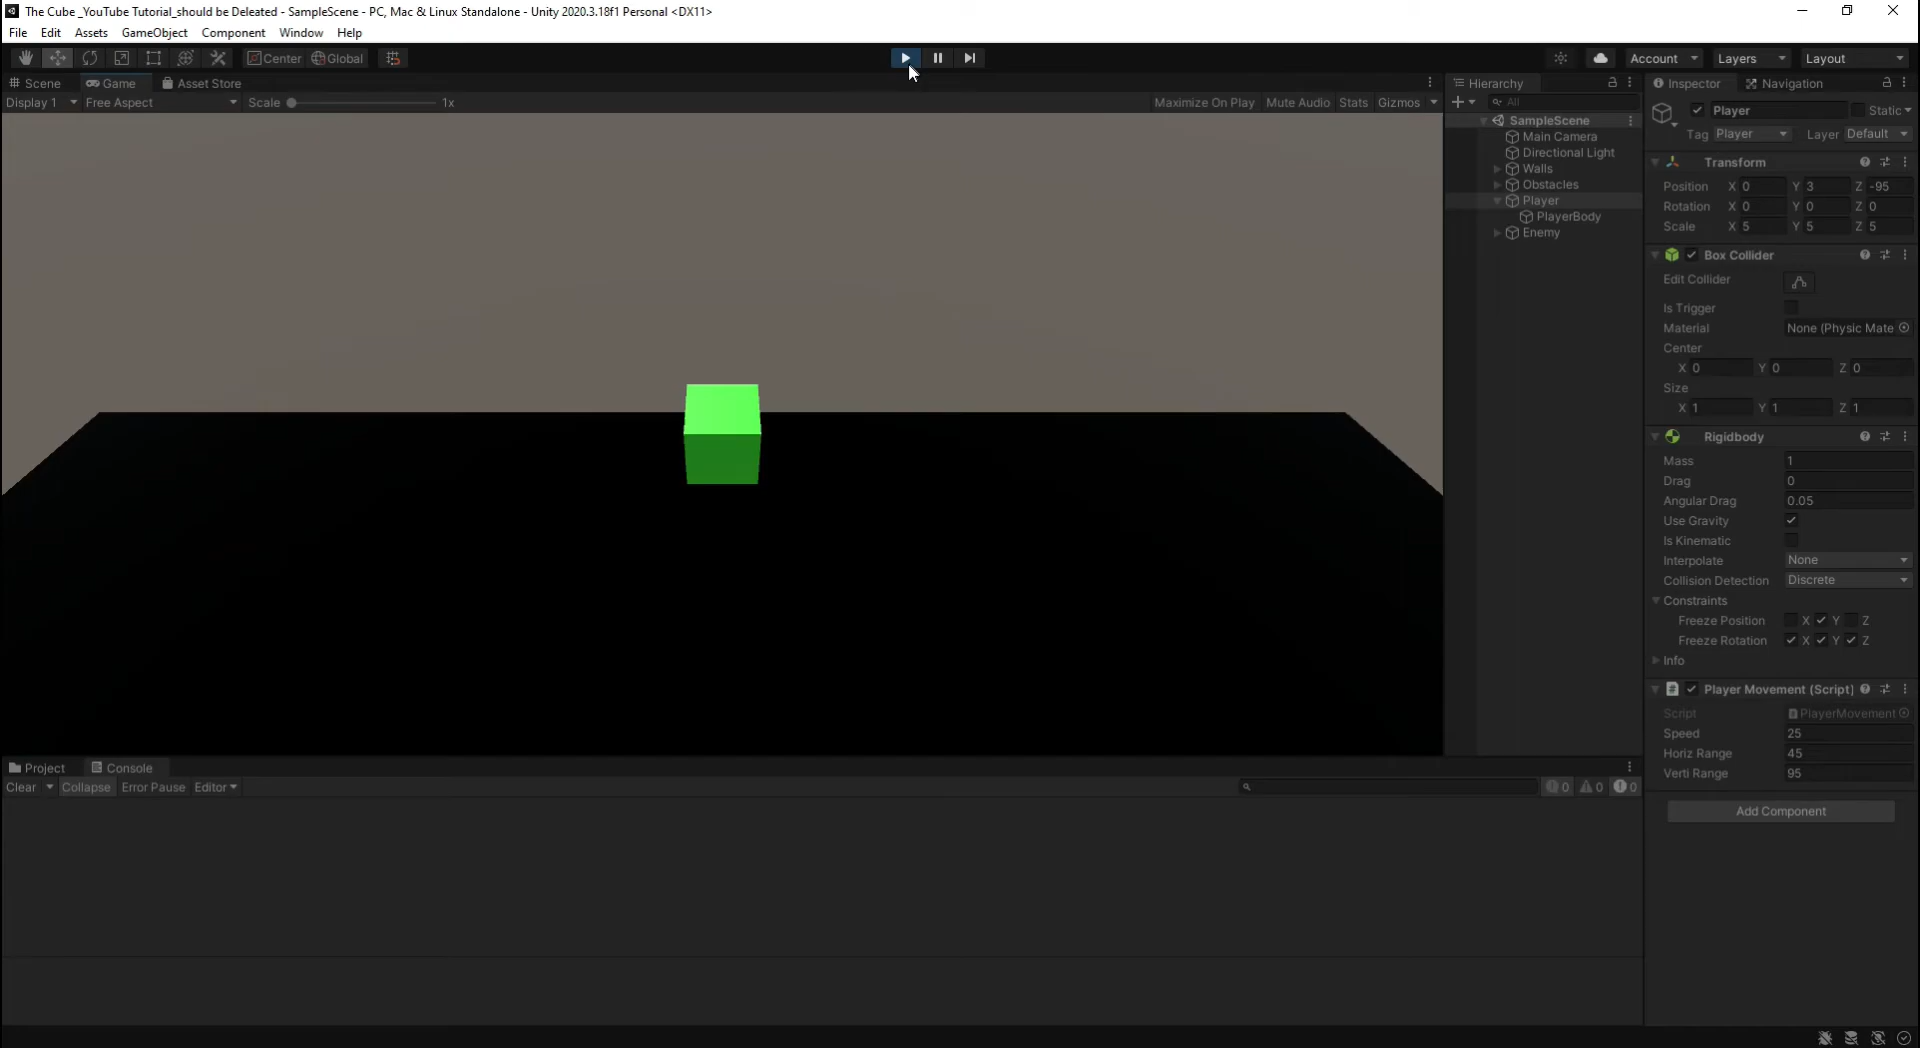 The Cube _YouTube Tutorial_should be Deleated - SampleScene - PC, Mac & Linux Standalone - Unity 2020.3.18f1 Personal <DX11>
File Edit Assets GameObject Component Window Help
Center Global Account Layers Layout
Scene Game Asset Store
Display 1 Free Aspect Scale 1x Maximize On Play Mute Audio Stats Gizmos
Hierarchy
All
SampleScene
Main Camera
Directional Light
Walls
Obstacles
Player
PlayerBody
Enemy
Inspector Navigation
Player Static
Tag Player Layer Default
Transform
Position X 0 Y 3 Z -95
Rotation X 0 Y 0 Z 0
Scale X 5 Y 5 Z 5
Box Collider
Edit Collider
Is Trigger
Material None (Physic Mate
Center
X 0 Y 0 Z 0
Size
X 1 Y 1 Z 1
Rigidbody
Mass 1
Drag 0
Angular Drag 0.05
Use Gravity
Is Kinematic
Interpolate None
Collision Detection Discrete
Constraints
Freeze Position X Y Z
Freeze Rotation X Y Z
Info
Player Movement (Script)
Script PlayerMovement
Speed 25
Horiz Range 45
Verti Range 95
Add Component
Project Console
Clear Collapse Error Pause Editor 0 0 0